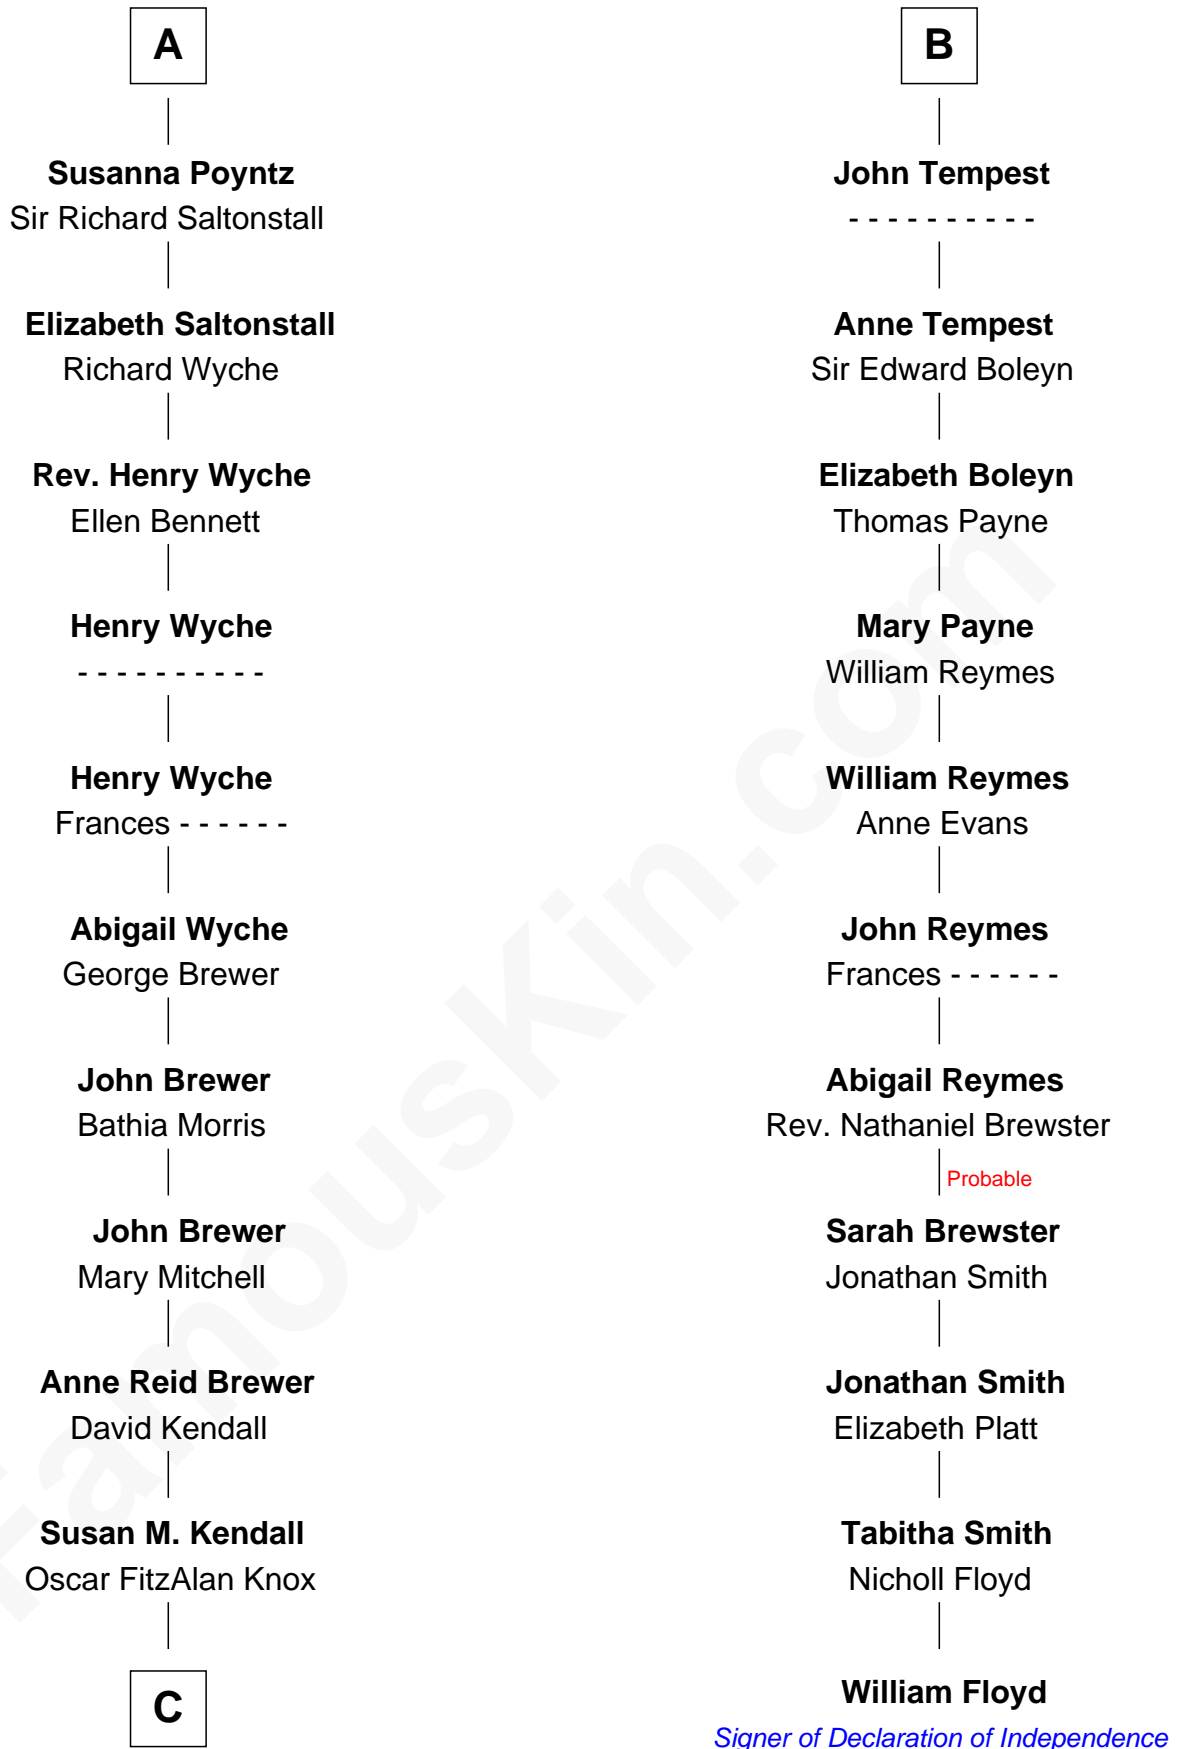 A
Susanna Poyntz
Sir Richard Saltonstall
Elizabeth Saltonstall
Richard Wyche
Rev. Henry Wyche
Ellen Bennett
Henry Wyche
- - - - - - - - - -
Henry Wyche
Frances - - - - - -
Abigail Wyche
George Brewer
John Brewer
Bathia Morris
John Brewer
Mary Mitchell
Anne Reid Brewer
David Kendall
Susan M. Kendall
Oscar FitzAlan Knox
C
B
John Tempest
- - - - - - - - - -
Anne Tempest
Sir Edward Boleyn
Elizabeth Boleyn
Thomas Payne
Mary Payne
William Reymes
William Reymes
Anne Evans
John Reymes
Frances - - - - - -
Abigail Reymes
Rev. Nathaniel Brewster
Probable
Sarah Brewster
Jonathan Smith
Jonathan Smith
Elizabeth Platt
Tabitha Smith
Nicholl Floyd
William Floyd
Signer of Declaration of Independence
FamousKin.com